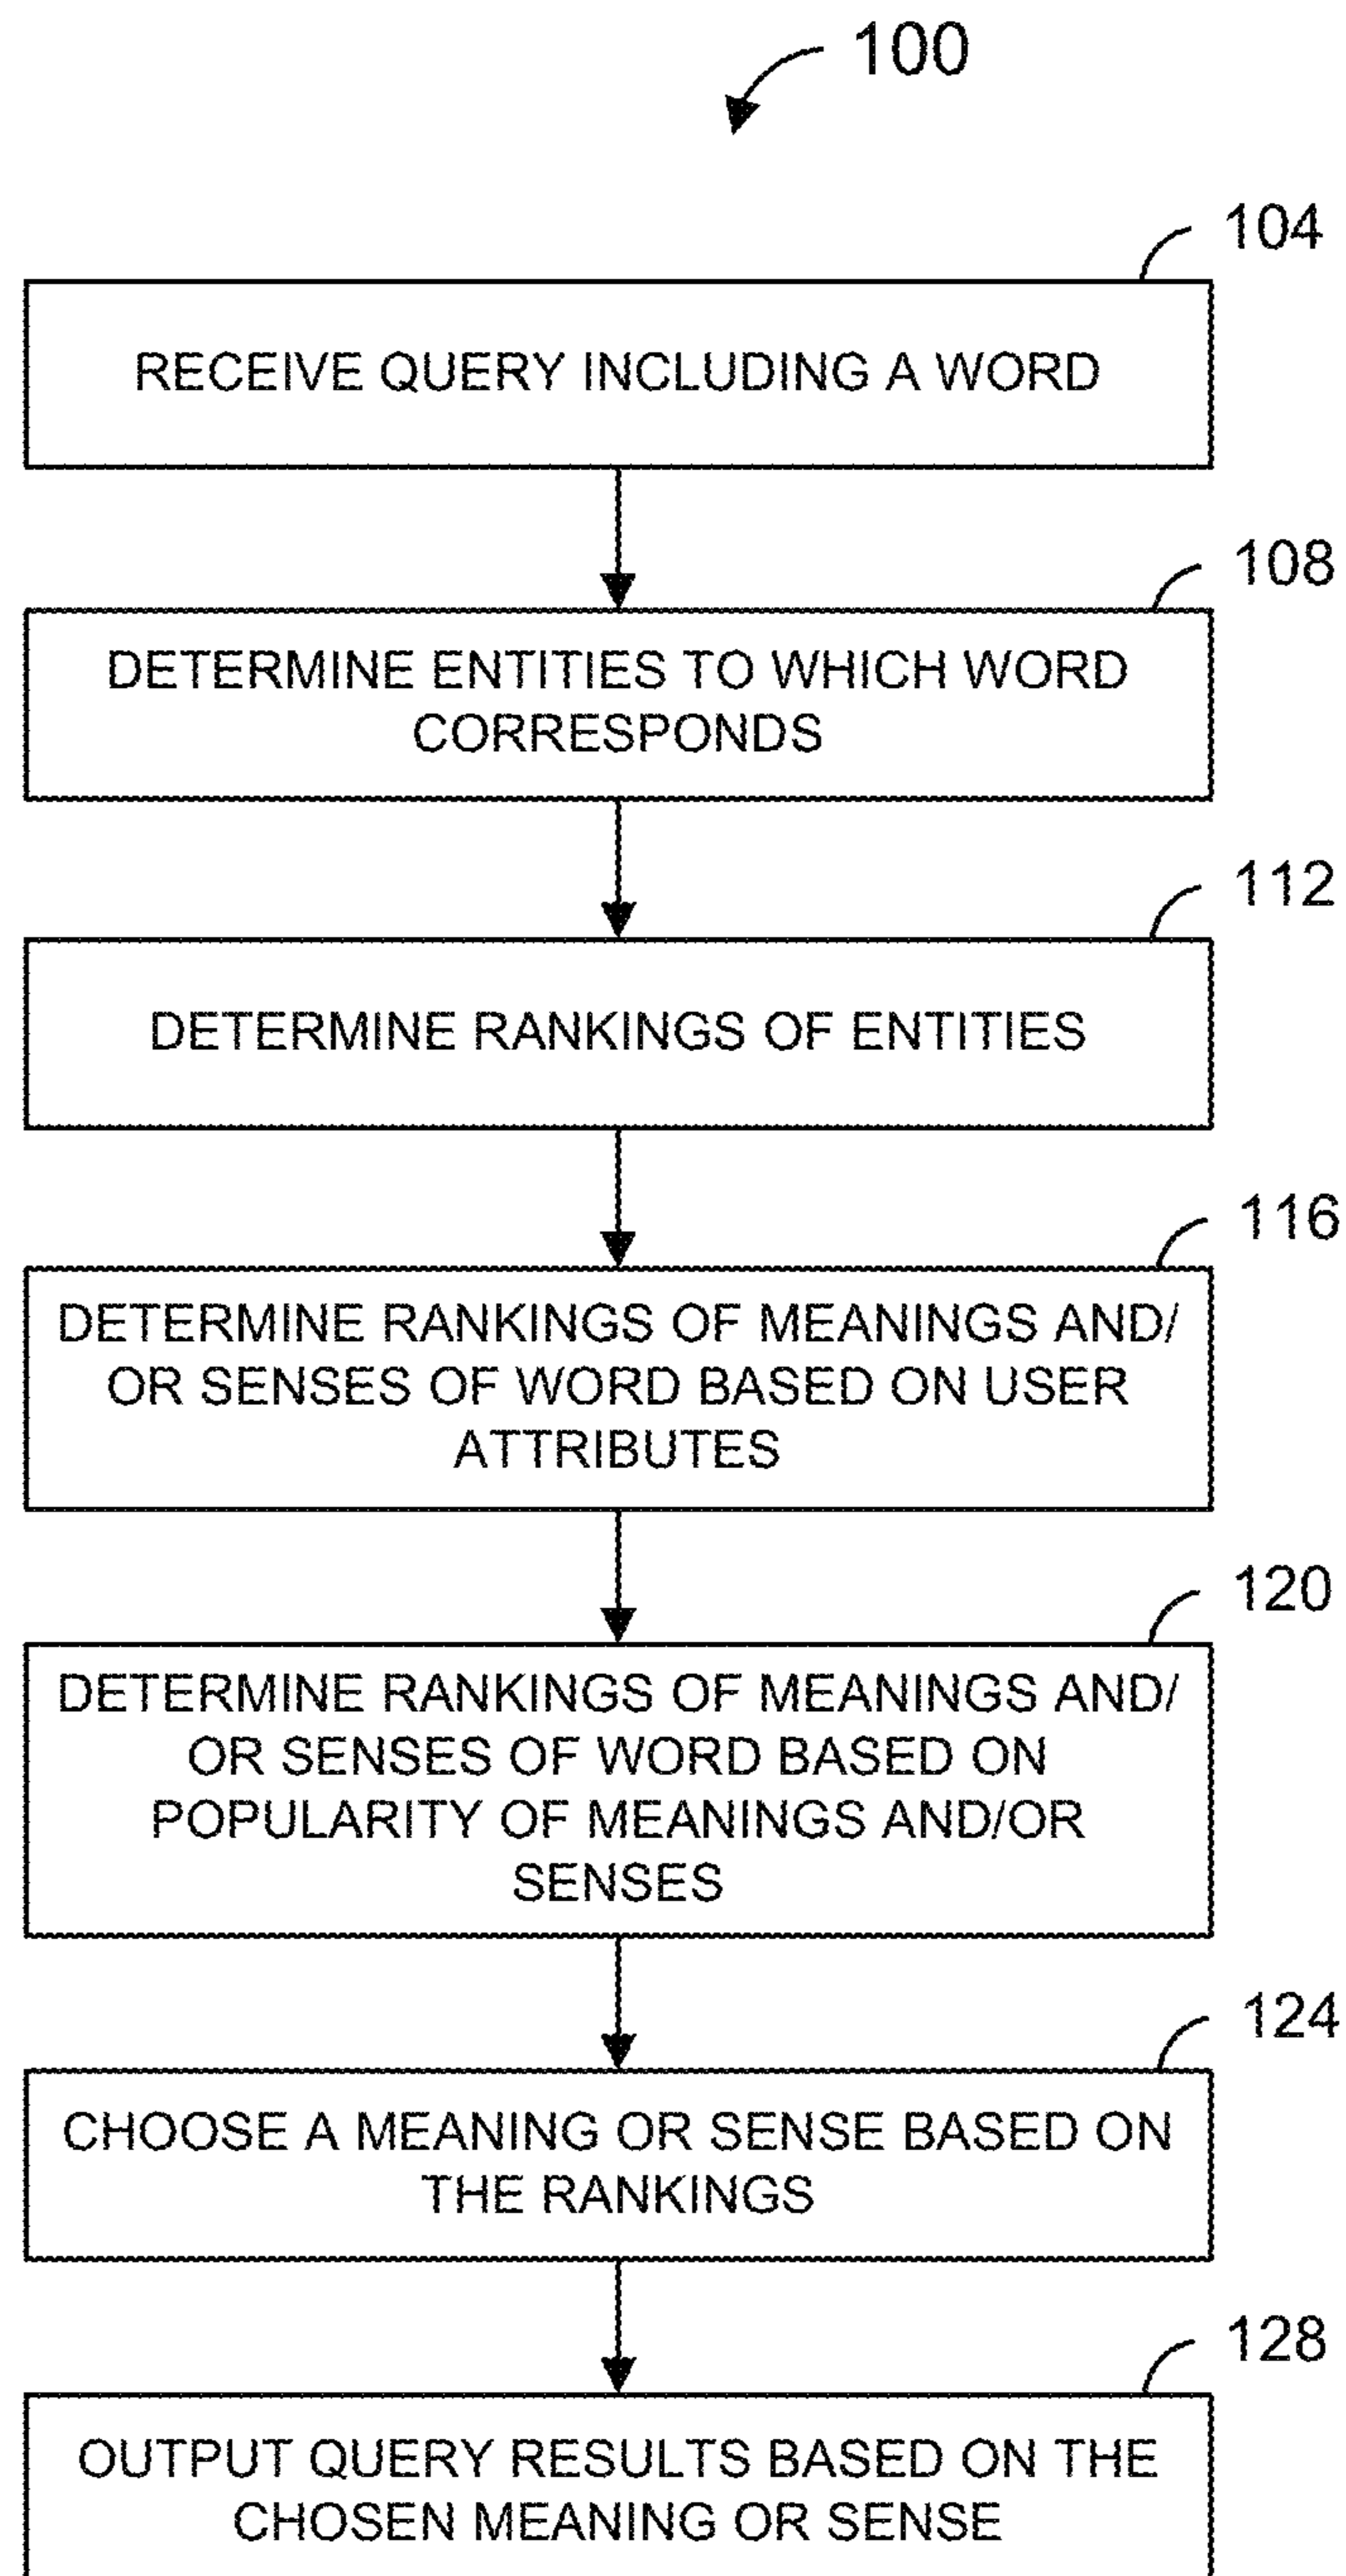 100
104
RECEIVE QUERY INCLUDING A WORD
108
DETERMINE ENTITIES TO WHICH WORD
CORRESPONDS
112
DETERMINE RANKINGS OF ENTITIES
116
DETERMINE RANKINGS OF MEANINGS AND/
OR SENSES OF WORD BASED ON USER
ATTRIBUTES
120
DETERMINE RANKINGS OF MEANINGS AND/
OR SENSES OF WORD BASED ON
POPULARITY OF MEANINGS AND/OR
SENSES
124
CHOOSE A MEANING OR SENSE BASED ON
THE RANKINGS
128
OUTPUT QUERY RESULTS BASED ON THE
CHOSEN MEANING OR SENSE